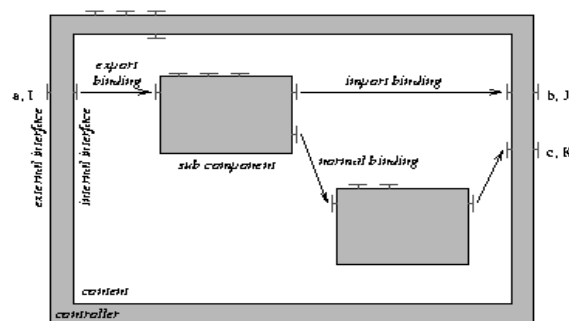 export
binding
import binding
a, I
b, J
external interface
internal interface
sub component
normal binding
c, K
content
controller